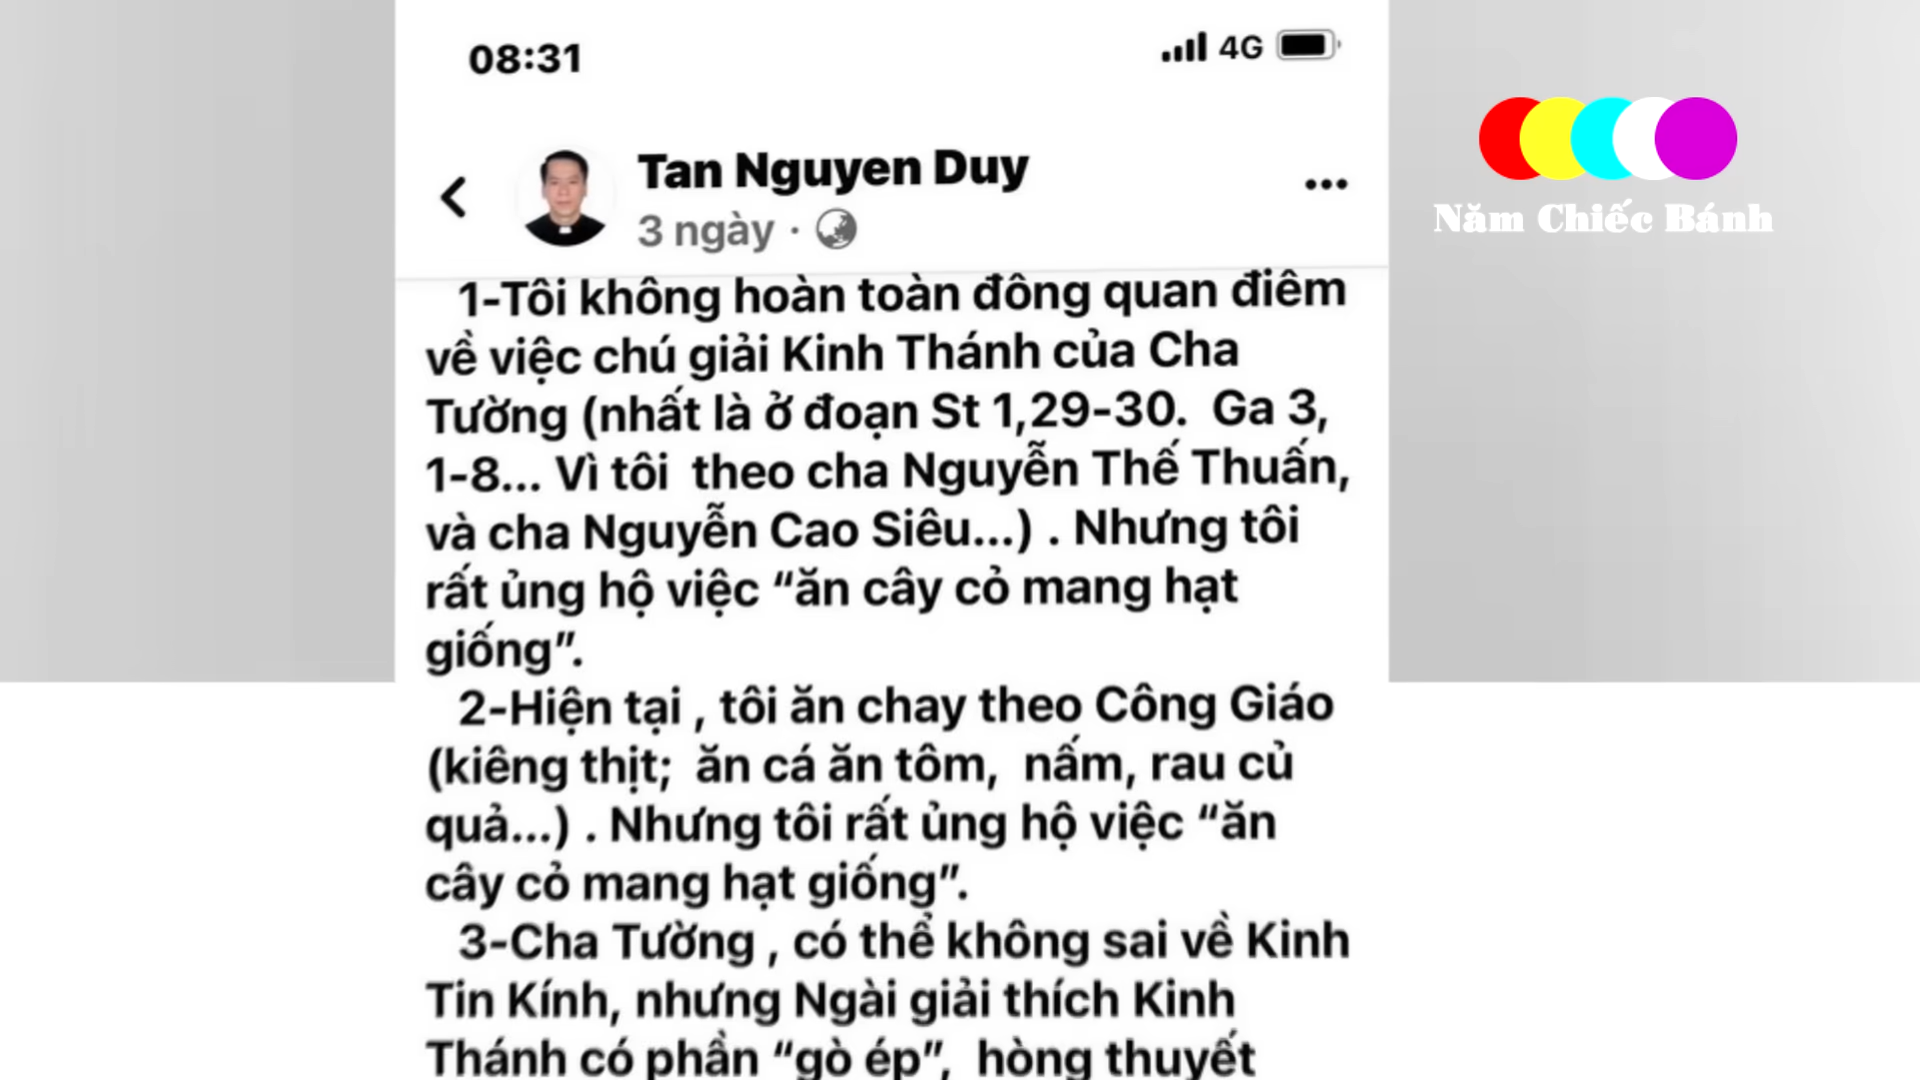 08:31
4G
Tan Nguyen Duy
3 ngày ·
Năm Chiếc Bánh
1-Tôi không hoàn toàn đông quan điêm
về việc chú giải Kinh Thánh của Cha
Tường (nhất là ở đoạn St 1,29-30. Ga 3,
1-8... Vì tôi theo cha Nguyễn Thế Thuấn,
và cha Nguyễn Cao Siêu...) . Nhưng tôi
rất ủng hộ việc “ăn cây cỏ mang hạt
giống”.
2-Hiện tại , tôi ăn chay theo Công Giáo
(kiêng thịt; ăn cá ăn tôm, nấm, rau củ
quả...) . Nhưng tôi rất ủng hộ việc “ăn
cây cỏ mang hạt giống”.
3-Cha Tường , có thể không sai về Kinh
Tin Kính, nhưng Ngài giải thích Kinh
Thánh có phần “gò ép”, hòng thuyết